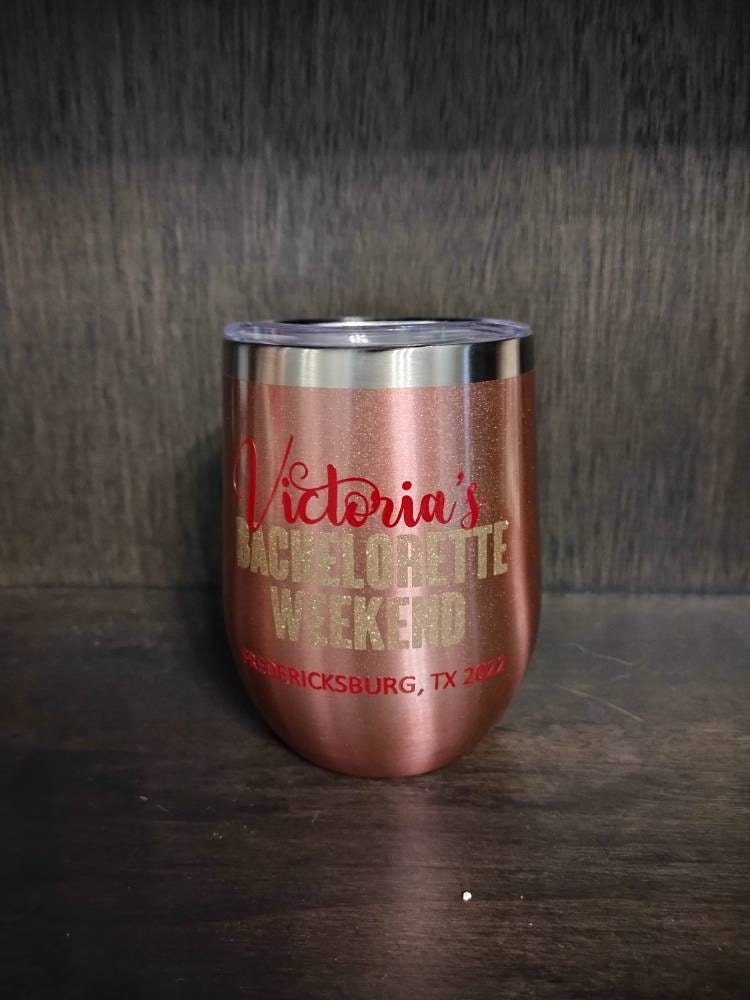 Victoria's
BACHELORETTE
WEEKEND
FREDERICKSBURG, TX 2022